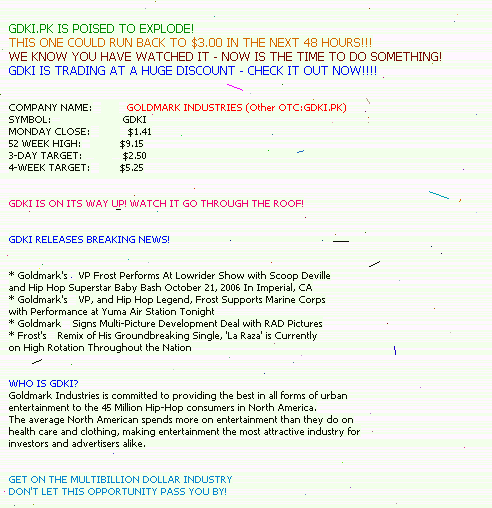 GDKI.PK IS POISED TO EXPLODE!
THIS ONE COULD RUN BACK TO $3.00 IN THE NEXT 48 HOURS!!!
WE KNOW YOU HAVE WATCHED IT - NOW IS THE TIME TO DO SOMETHING!
GDKI IS TRADING AT A HUGE DISCOUNT - CHECK IT OUT NOW!!!!
COMPANY NAME: GOLDMARK INDUSTRIES (Other OTC:GDKI.PK)
SYMBOL: GDKI
MONDAY CLOSE: $1.41
52 WEEK HIGH: $9.15
3-DAY TARGET: $2.50
4-WEEK TARGET: $5.25
GDKI IS ON ITS WAY UP! WATCH IT GO THROUGH THE ROOF!
GDKI RELEASES BREAKING NEWS!
* Goldmark's VP Frost Performs At Lowrider Show with Scoop Deville
and Hip Hop Superstar Baby Bash October 21, 2006 In Imperial, CA
* Goldmark's VP, and Hip Hop Legend, Frost Supports Marine Corps
with Performance at Yuma Air Station Tonight
* Goldmark Signs Multi-Picture Development Deal with RAD Pictures
* Frost's Remix of His Groundbreaking Single, 'La Raza' is Currently
on High Rotation Throughout the Nation
WHO IS GDKI?
Goldmark Industries is committed to providing the best in all forms of urban
entertainment to the 45 Million Hip-Hop consumers in North America.
The average North American spends more on entertainment than they do on
health care and clothing, making entertainment the most attractive industry for
investors and advertisers alike.
GET ON THE MULTIBILLION DOLLAR INDUSTRY
DON'T LET THIS OPPORTUNITY PASS YOU BY!